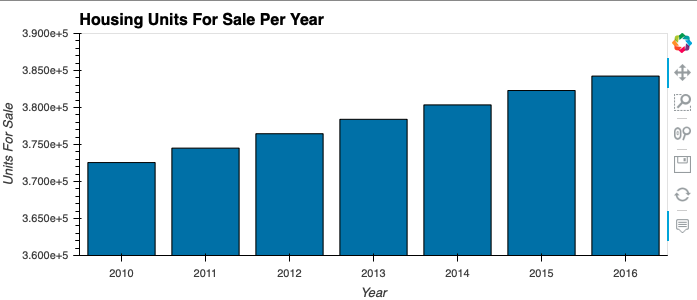 Housing Units For Sale Per Year
3.900e+5
3.850e+5
3.800e+5
3.750e+5
3.700e+5
3.650e+5
3.600e+5
Units For Sale
2010 2011 2012 2013 2014 2015 2016
Year